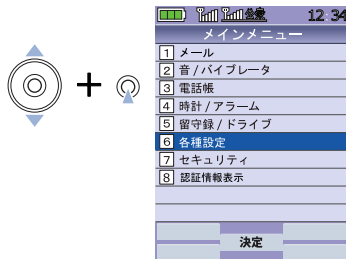 12 34
メインメニュー
1 メール
2 音/バイブレータ
3 電話帳
4 時計/アラーム
5 留守録/ドライブ
6 各種設定
7 セキュリティ
8 認証情報表示
決定